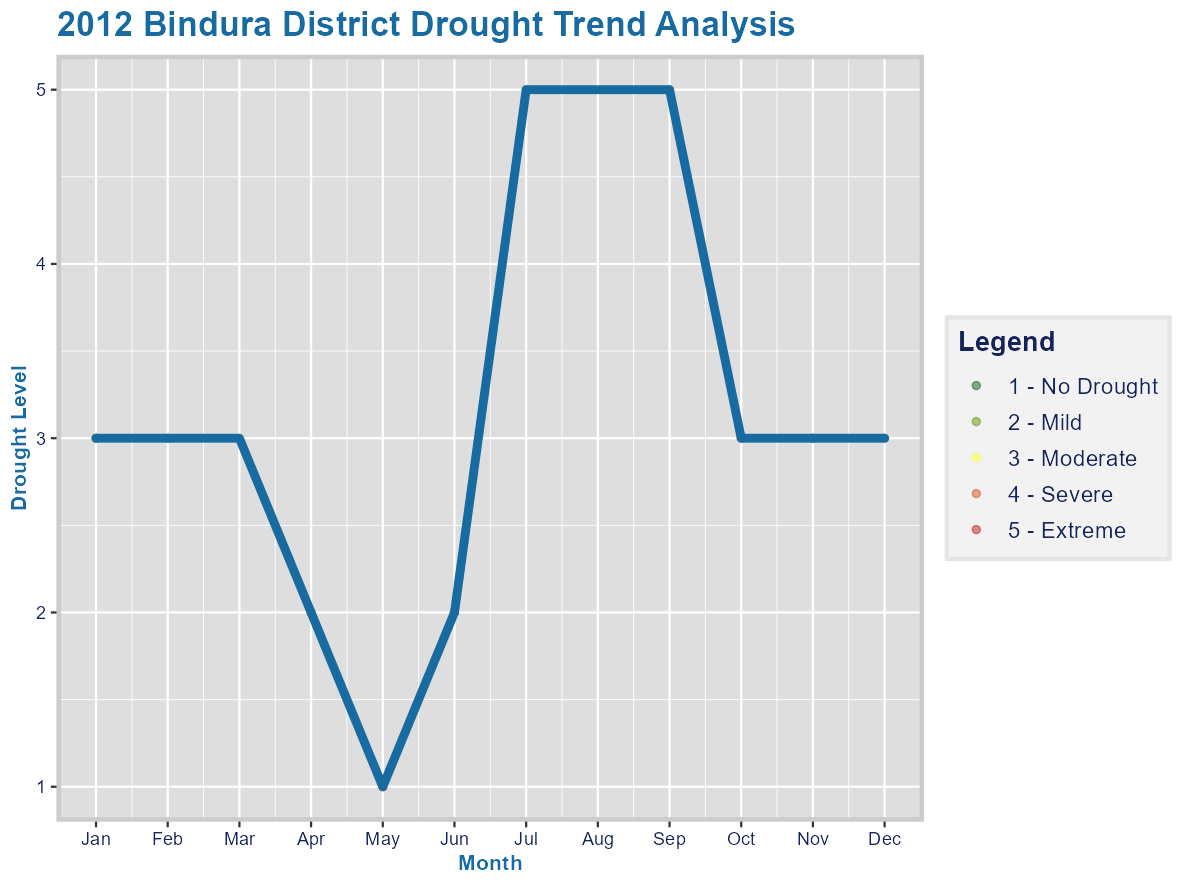 2012 Bindura District Drought Trend Analysis
Drought Level
5
4
3
2
1
Jan Feb Mar Apr May Jun Jul Aug Sep Oct Nov Dec
Month
Legend
1 - No Drought
2 - Mild
3 - Moderate
4 - Severe
5 - Extreme